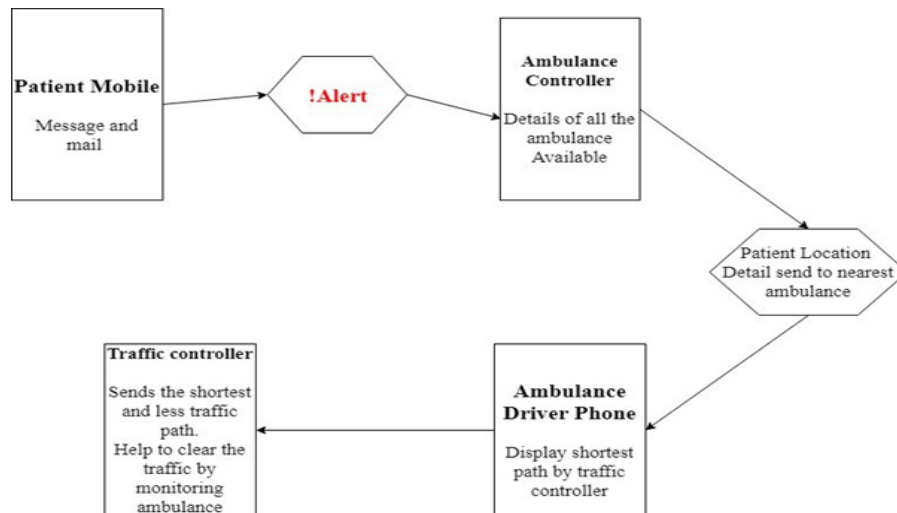 Patient Mobile
Message and
mail
!Alert
Ambulance
Controller
Details of all the
ambulance
Available
Patient Location
Detail send to nearest
ambulance
Ambulance
Driver Phone
Display shortest
path by traffic
controller
Traffic controller
Sends the shortest
and less traffic
path.
Help to clear the
traffic by
monitoring
ambulance